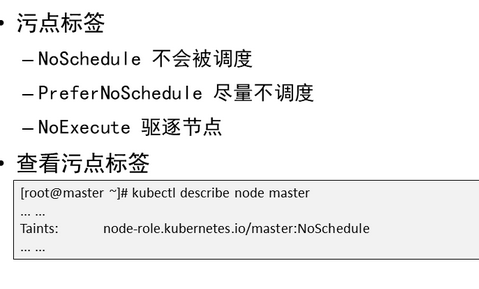 • 污点标签
– NoSchedule 不会被调度
– PreferNoSchedule 尽量不调度
– NoExecute 驱逐节点
• 查看污点标签
[root@master ~]# kubectl describe node master
... ...
Taints: node-role.kubernetes.io/master:NoSchedule
... ...